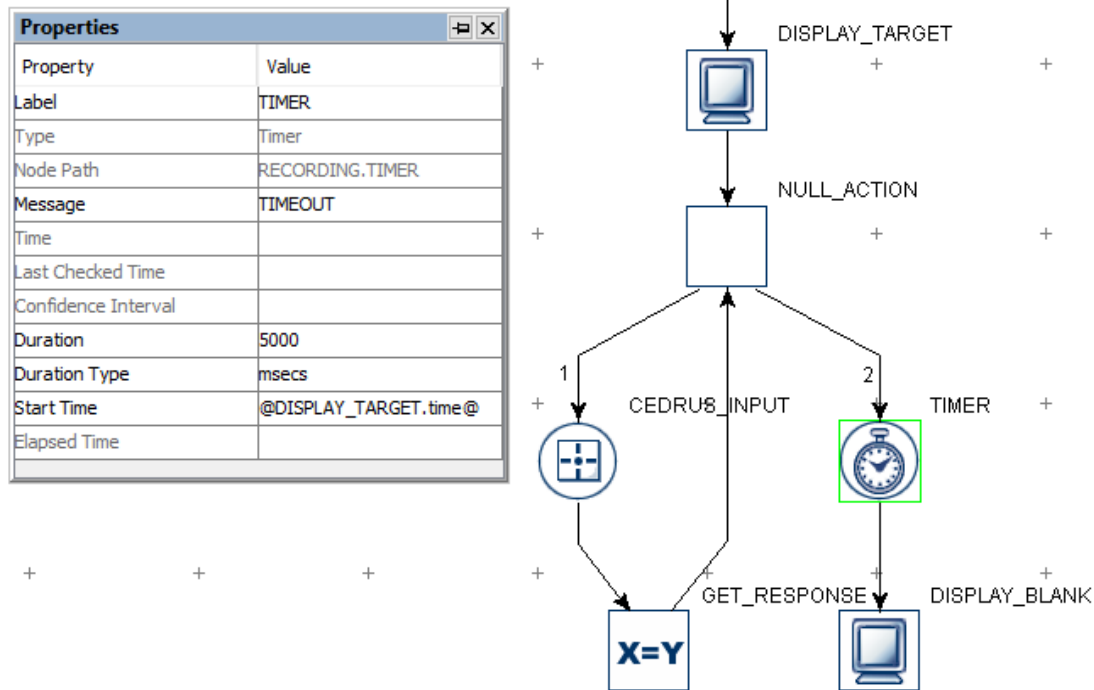 Properties
Property Value
Label TIMER
Type Timer
Node Path RECORDING.TIMER
Message TIMEOUT
Time
Last Checked Time
Confidence Interval
Duration 5000
Duration Type msecs
Start Time @DISPLAY_TARGET.time@
Elapsed Time
DISPLAY_TARGET
NULL_ACTION
1
2
CEDRUS_INPUT
TIMER
GET_RESPONSE
DISPLAY_BLANK
X=Y